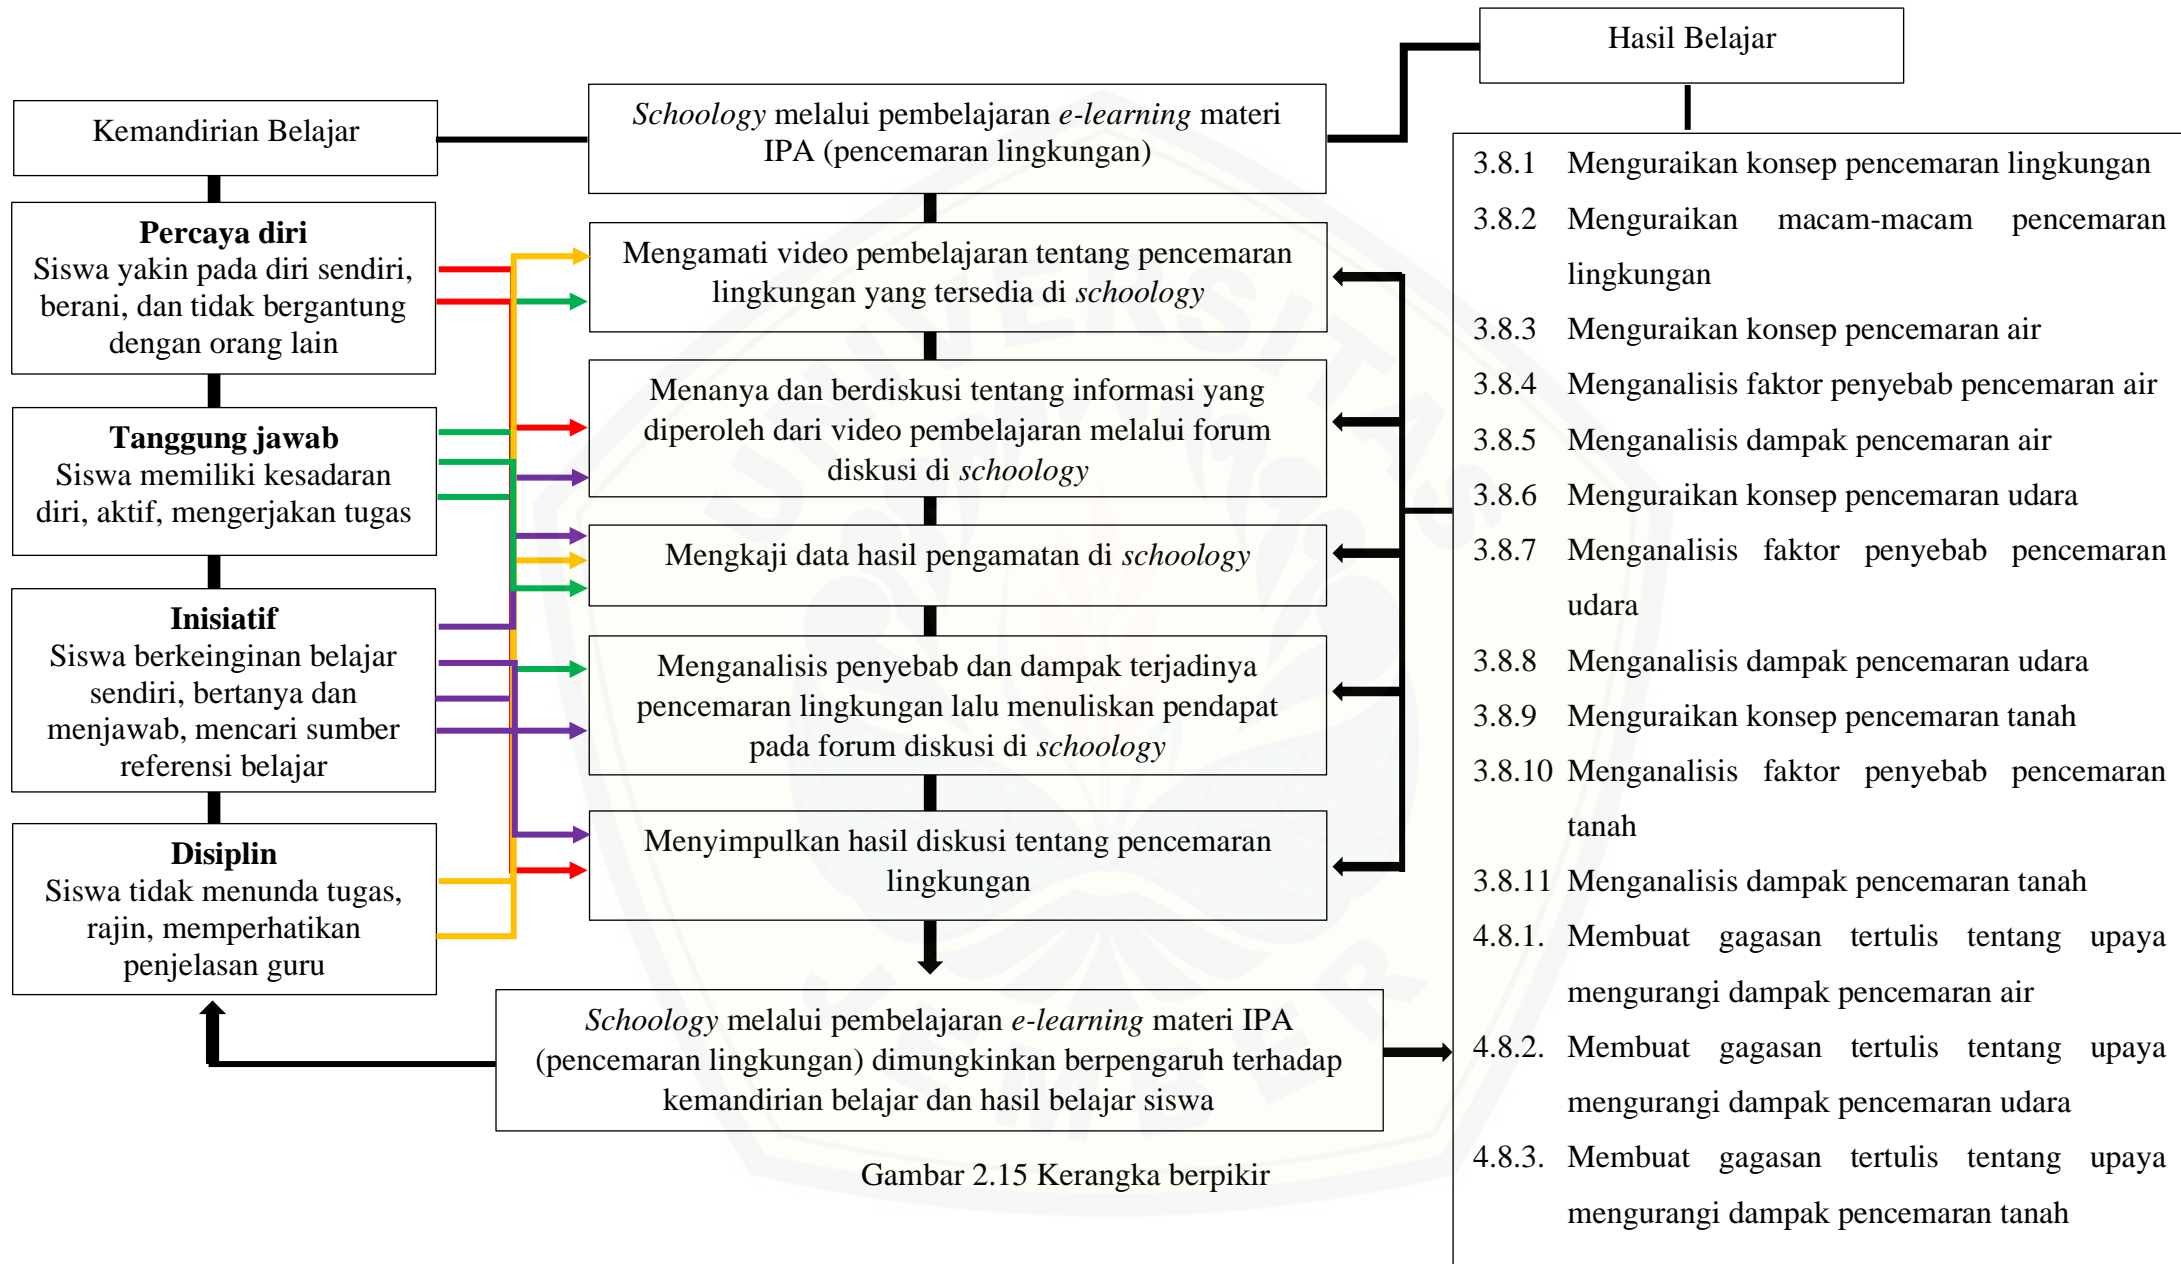 Hasil Belajar
Kemandirian Belajar
Schoology melalui pembelajaran e-learning materi
IPA (pencemaran lingkungan)
Percaya diri
Siswa yakin pada diri sendiri,
berani, dan tidak bergantung
dengan orang lain
Tanggung jawab
Siswa memiliki kesadaran
diri, aktif, mengerjakan tugas
Inisiatif
Siswa berkeinginan belajar
sendiri, bertanya dan
menjawab, mencari sumber
referensi belajar
Disiplin
Siswa tidak menunda tugas,
rajin, memperhatikan
penjelasan guru
Mengamati video pembelajaran tentang pencemaran
lingkungan yang tersedia di schoology
Menanya dan berdiskusi tentang informasi yang
diperoleh dari video pembelajaran melalui forum
diskusi di schoology
Mengkaji data hasil pengamatan di schoology
Menganalisis penyebab dan dampak terjadinya
pencemaran lingkungan lalu menuliskan pendapat
pada forum diskusi di schoology
Menyimpulkan hasil diskusi tentang pencemaran
lingkungan
Schoology melalui pembelajaran e-learning materi IPA
(pencemaran lingkungan) dimungkinkan berpengaruh terhadap
kemandirian belajar dan hasil belajar siswa
3.8.1 Menguraikan konsep pencemaran lingkungan
3.8.2 Menguraikan macam-macam pencemaran
lingkungan
3.8.3 Menguraikan konsep pencemaran air
3.8.4 Menganalisis faktor penyebab pencemaran air
3.8.5 Menganalisis dampak pencemaran air
3.8.6 Menguraikan konsep pencemaran udara
3.8.7 Menganalisis faktor penyebab pencemaran
udara
3.8.8 Menganalisis dampak pencemaran udara
3.8.9 Menguraikan konsep pencemaran tanah
3.8.10 Menganalisis faktor penyebab pencemaran
tanah
3.8.11 Menganalisis dampak pencemaran tanah
4.8.1. Membuat gagasan tertulis tentang upaya
mengurangi dampak pencemaran air
4.8.2. Membuat gagasan tertulis tentang upaya
mengurangi dampak pencemaran udara
4.8.3. Membuat gagasan tertulis tentang upaya
mengurangi dampak pencemaran tanah
Gambar 2.15 Kerangka berpikir
UNIVERSITAS
JEMBER